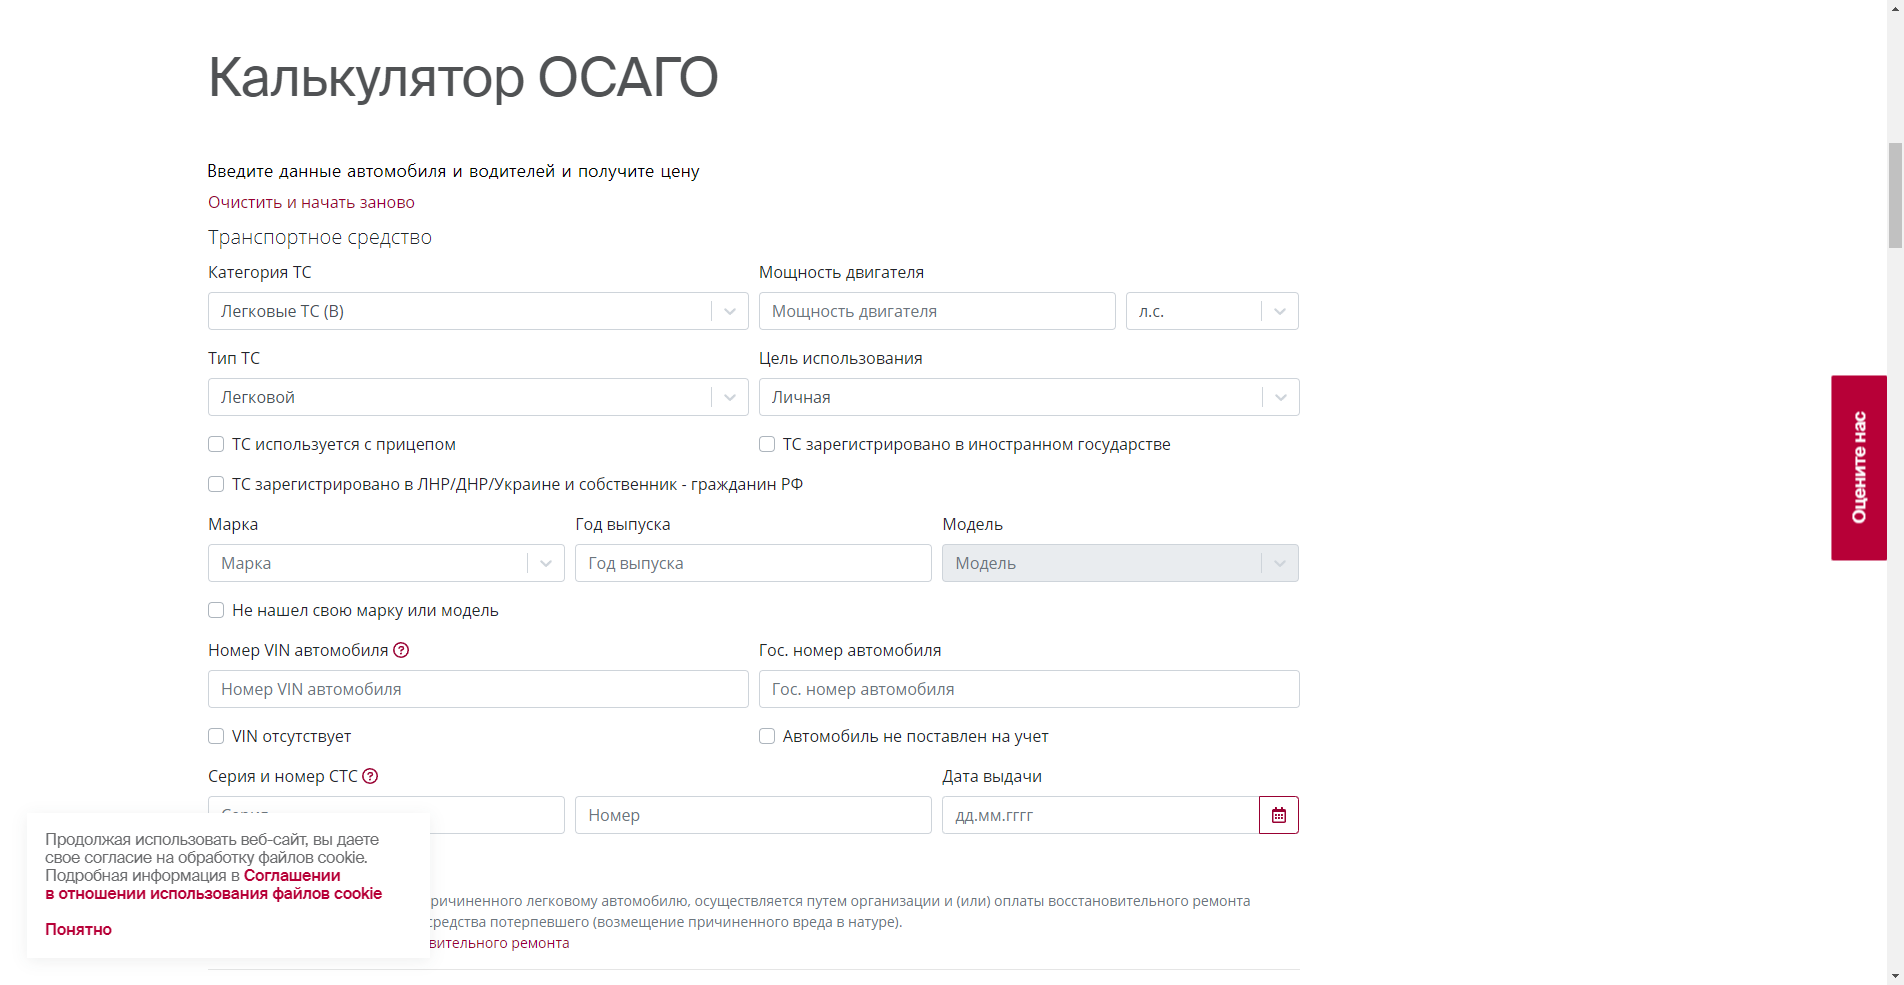 Калькулятор ОСАГО
Введите данные автомобиля и водителей и получите цену
Очистить и начать заново
Транспортное средство
Категория ТС
Мощность двигателя
Легковые ТС (B)
Мощность двигателя
л.с.
Тип ТС
Цель использования
Легковой
Личная
ТС используется с прицепом
ТС зарегистрировано в иностранном государстве
ТС зарегистрировано в ЛНР/ДНР/Украине и собственник - гражданин РФ
Марка
Год выпуска
Модель
Марка
Год выпуска
Модель
Не нашел свою марку или модель
Номер VIN автомобиля
Гос. номер автомобиля
Номер VIN автомобиля
Гос. номер автомобиля
VIN отсутствует
Автомобиль не поставлен на учет
Серия и номер СТС
Дата выдачи
Номер
дд.мм.гггг
Продолжая использовать веб-сайт, вы даете
свое согласие на обработку файлов cookie.
Подробная информация в Соглашении
в отношении использования файлов cookie
Понятно
ричиненного легковому автомобилю, осуществляется путем организации и (или) оплаты восстановительного ремонта
средства потерпевшего (возмещение причиненного вреда в натуре).
вительного ремонта
Оцените нас